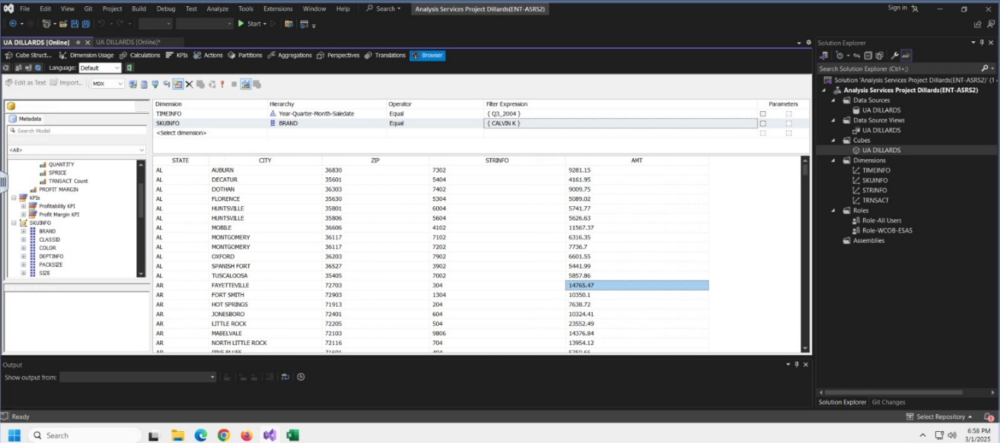 File Edit View Git Project Build Debug Test Analyze Tools Extensions Window Help Search Analysis Services Project Dillards(ENT-ASRS2) Sign in
Start
UA DILLARDS [Online] UA DILLARDS [Online]*
Cube Struct... Dimension Usage Calculations KPIs Actions Partitions Aggregations Perspectives Translations Browser
Language: Default
Edit as Text Import... MDX
Metadata
Search Model
<All>
QUANTITY
SPRICE
TRNSACT Count
PROFIT MARGIN
KPIs
Profitability KPI
Profit Margin KPI
SKUINFO
BRAND
CLASSID
COLOR
DEPTINFO
PACKSIZE
SIZE
Dimension Hierarchy Operator Filter Expression Parameters
TIMEINFO Year-Quarter-Month-Saledate Equal { Q3_2004 }
SKUINFO BRAND Equal { CALVIN K }
<Select dimension>
STATE CITY ZIP STRINFO AMT
AL AUBURN 36830 7302 9281.15
AL DECATUR 35601 5404 4161.95
AL DOTHAN 36303 7402 9009.75
AL FLORENCE 35630 5304 5089.02
AL HUNTSVILLE 35801 6004 5741.77
AL HUNTSVILLE 35806 5604 5626.63
AL MOBILE 36606 4102 11567.37
AL MONTGOMERY 36117 7102 6316.35
AL MONTGOMERY 36117 7202 7736.7
AL OXFORD 36203 7902 6601.55
AL SPANISH FORT 36527 3902 5441.99
AL TUSCALOOSA 35405 7002 5857.86
AR FAYETTEVILLE 72703 304 14765.47
AR FORT SMITH 72903 1304 10350.1
AR HOT SPRINGS 71913 204 7638.72
AR JONESBORO 72401 604 10324.41
AR LITTLE ROCK 72205 504 23552.49
AR MABELVALE 72103 9806 14376.84
AR NORTH LITTLE ROCK 72116 704 13954.12
Solution Explorer
Search Solution Explorer (Ctrl+;)
Solution 'Analysis Services Project Dillards(ENT-ASRS2)' (1
Analysis Services Project Dillards(ENT-ASRS2)
Data Sources
UA DILLARDS
Data Source Views
UA DILLARDS
Cubes
UA DILLARDS
Dimensions
TIMEINFO
SKUINFO
STRINFO
TRNSACT
Roles
Role-All Users
Role-WCOB-ESAS
Assemblies
Solution Explorer Git Changes
Output
Show output from:
Ready Select Repository 1
Search 6:58 PM
3/1/2025